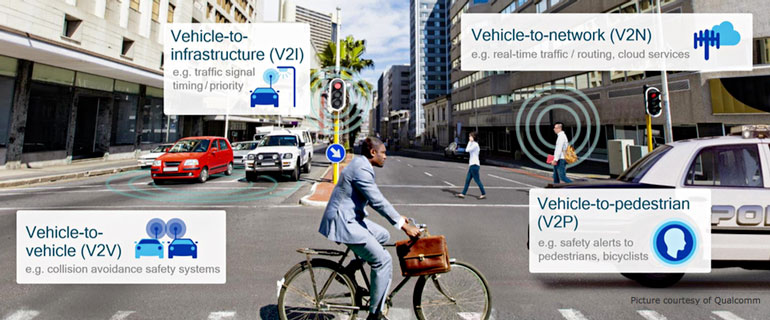 Vehicle-to-
infrastructure (V2I)
e.g. traffic signal
timing / priority
Vehicle-to-network (V2N)
e.g. real-time traffic / routing, cloud services
Vehicle-to-
vehicle (V2V)
e.g. collision avoidance safety systems
Vehicle-to-pedestrian
(V2P)
e.g. safety alerts to
pedestrians, bicyclists
POL
Picture courtesy of Qualcomm